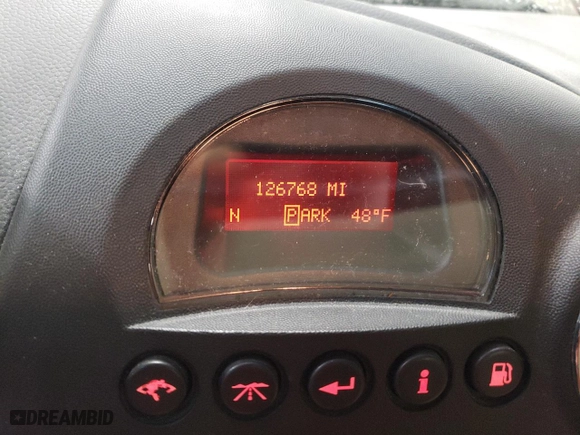 126768 MI
N PARK 48°F
i
DREAMBID